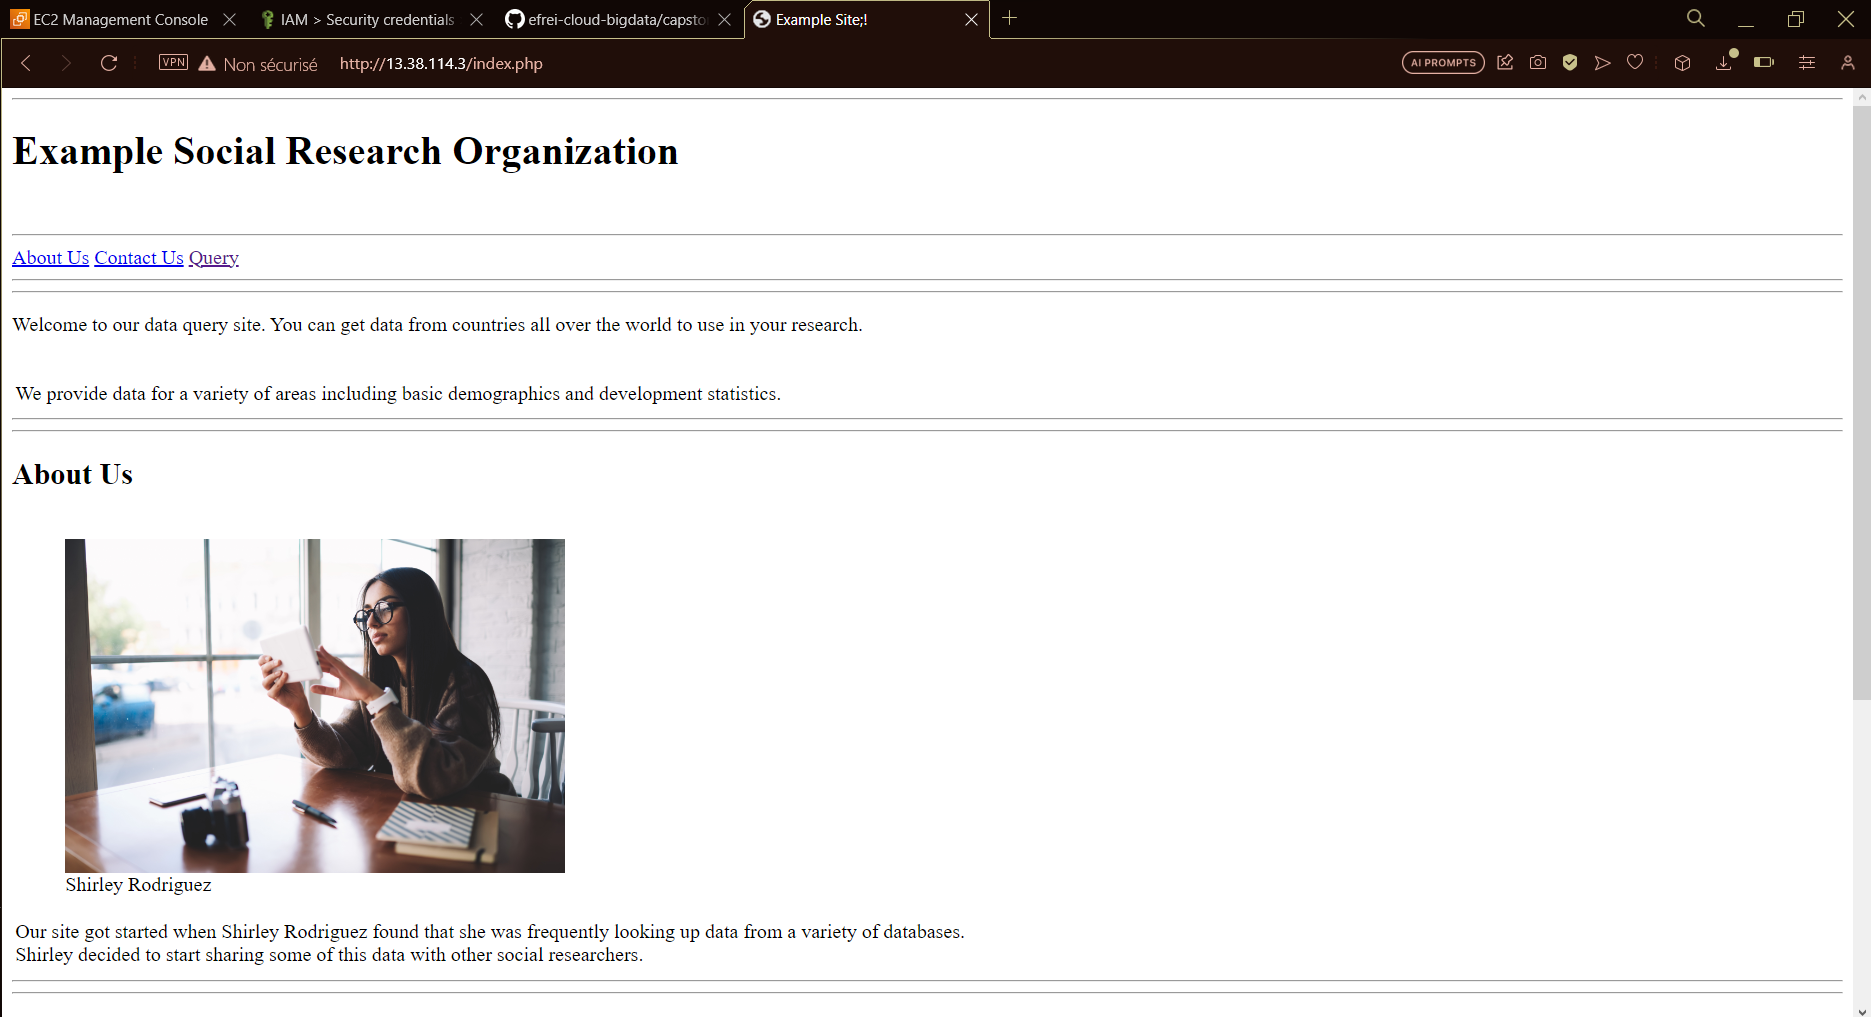 EC2 Management Console
IAM > Security credentials
efrei-cloud-bigdata/capsto
Example Site;!
VPN
Non sécurisé
http://13.38.114.3/index.php
AI PROMPTS
Example Social Research Organization
About Us Contact Us Query
Welcome to our data query site. You can get data from countries all over the world to use in your research.
We provide data for a variety of areas including basic demographics and development statistics.
About Us
Shirley Rodriguez
Our site got started when Shirley Rodriguez found that she was frequently looking up data from a variety of databases.
Shirley decided to start sharing some of this data with other social researchers.